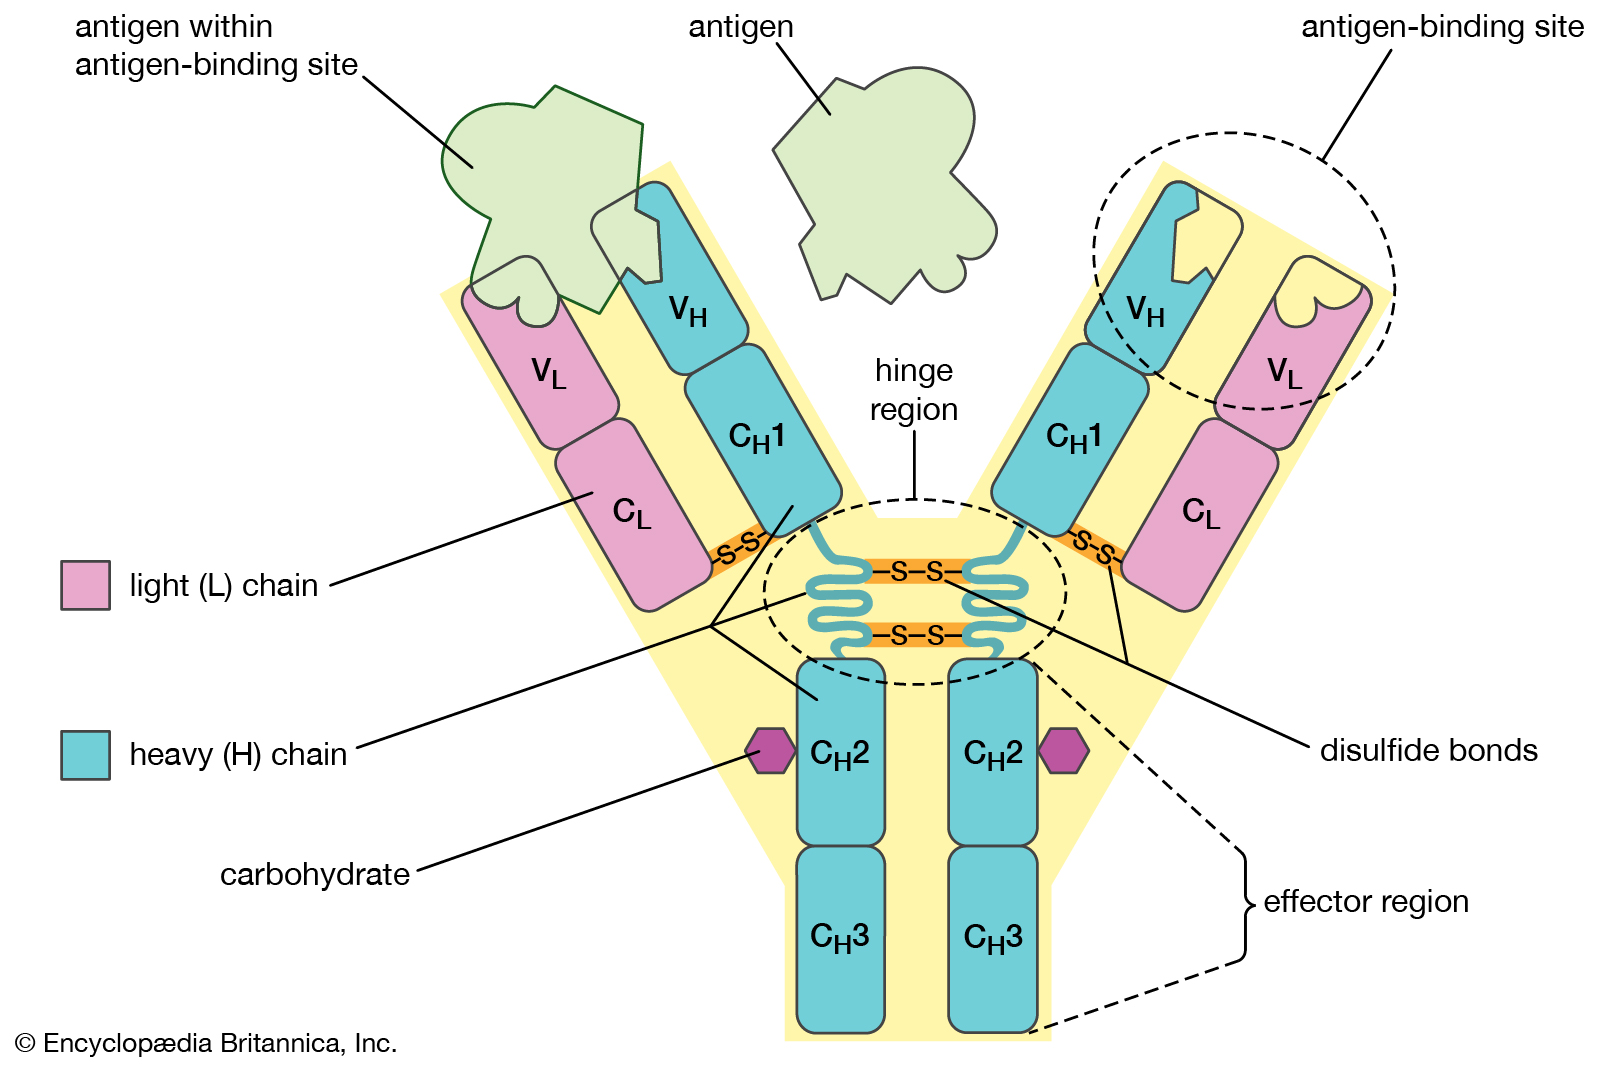 antigen within
antigen-binding site
antigen
antigen-binding site
VH
VH
VL
VL
hinge
region
CH1
CH1
CL
CL
S–S
S–S
S–S
light (L) chain
S–S
heavy (H) chain
CH2
CH2
disulfide bonds
carbohydrate
effector region
CH3
CH3
© Encyclopædia Britannica, Inc.